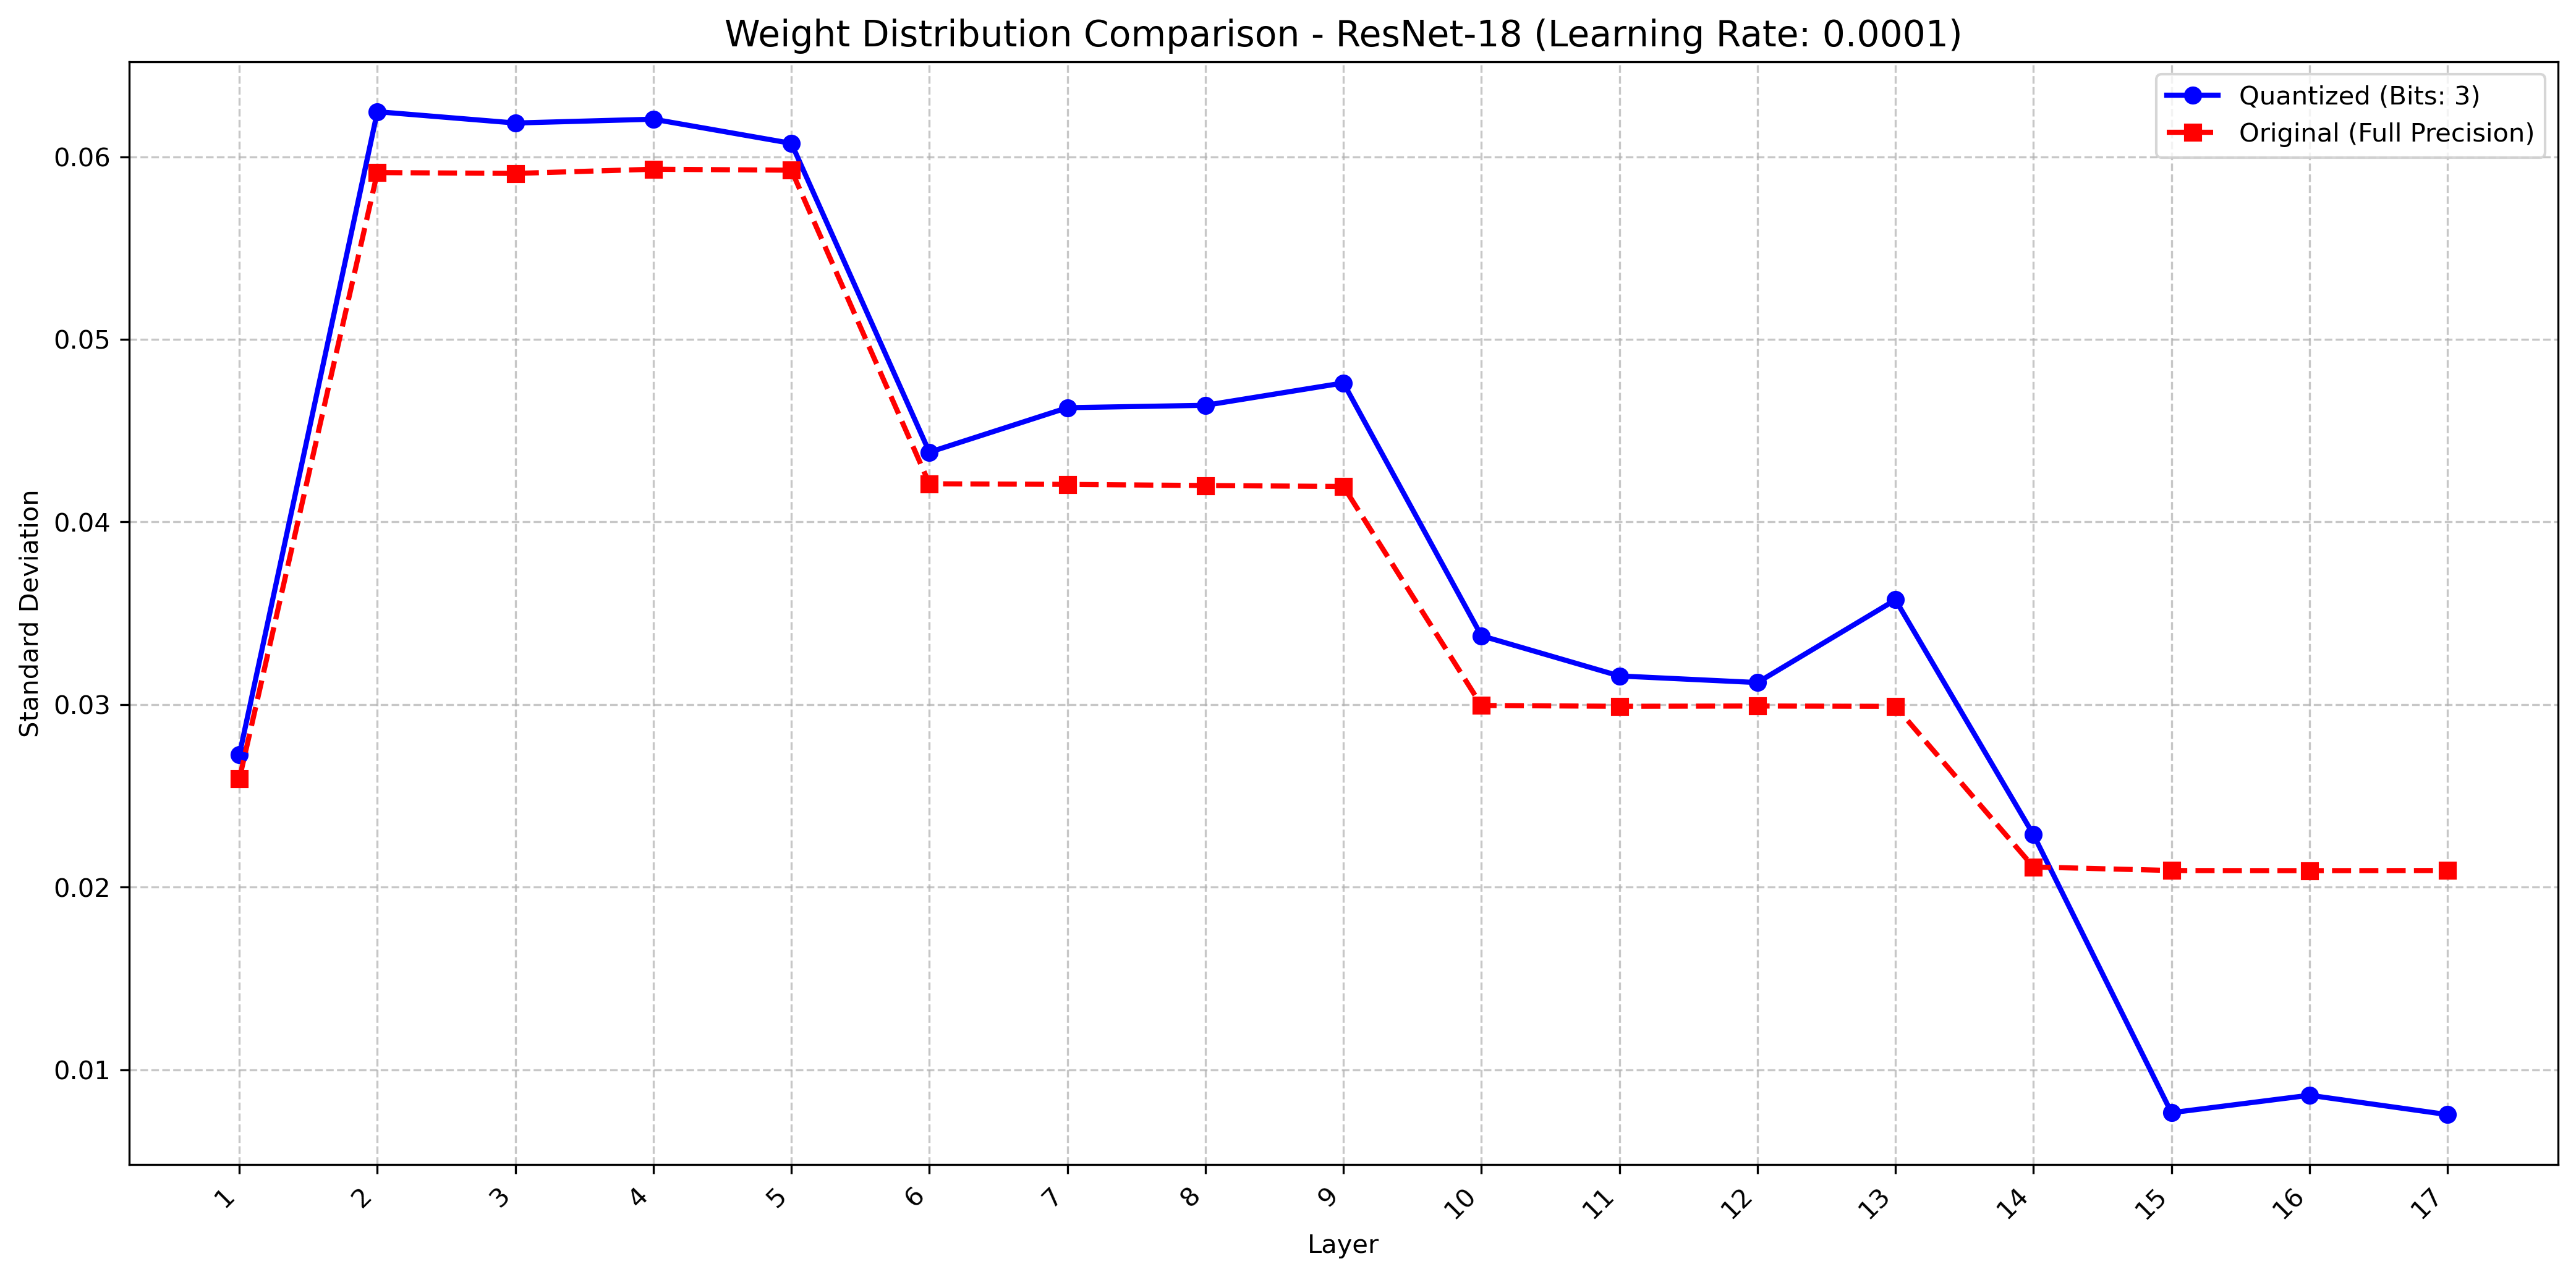 Weight Distribution Comparison - ResNet-18 (Learning Rate: 0.0001)
Quantized (Bits: 3)
Original (Full Precision)
0.06
0.05
0.04
0.03
0.02
0.01
Standard Deviation
1 2 3 4 5 6 7 8 9 10 11 12 13 14 15 16 17
Layer